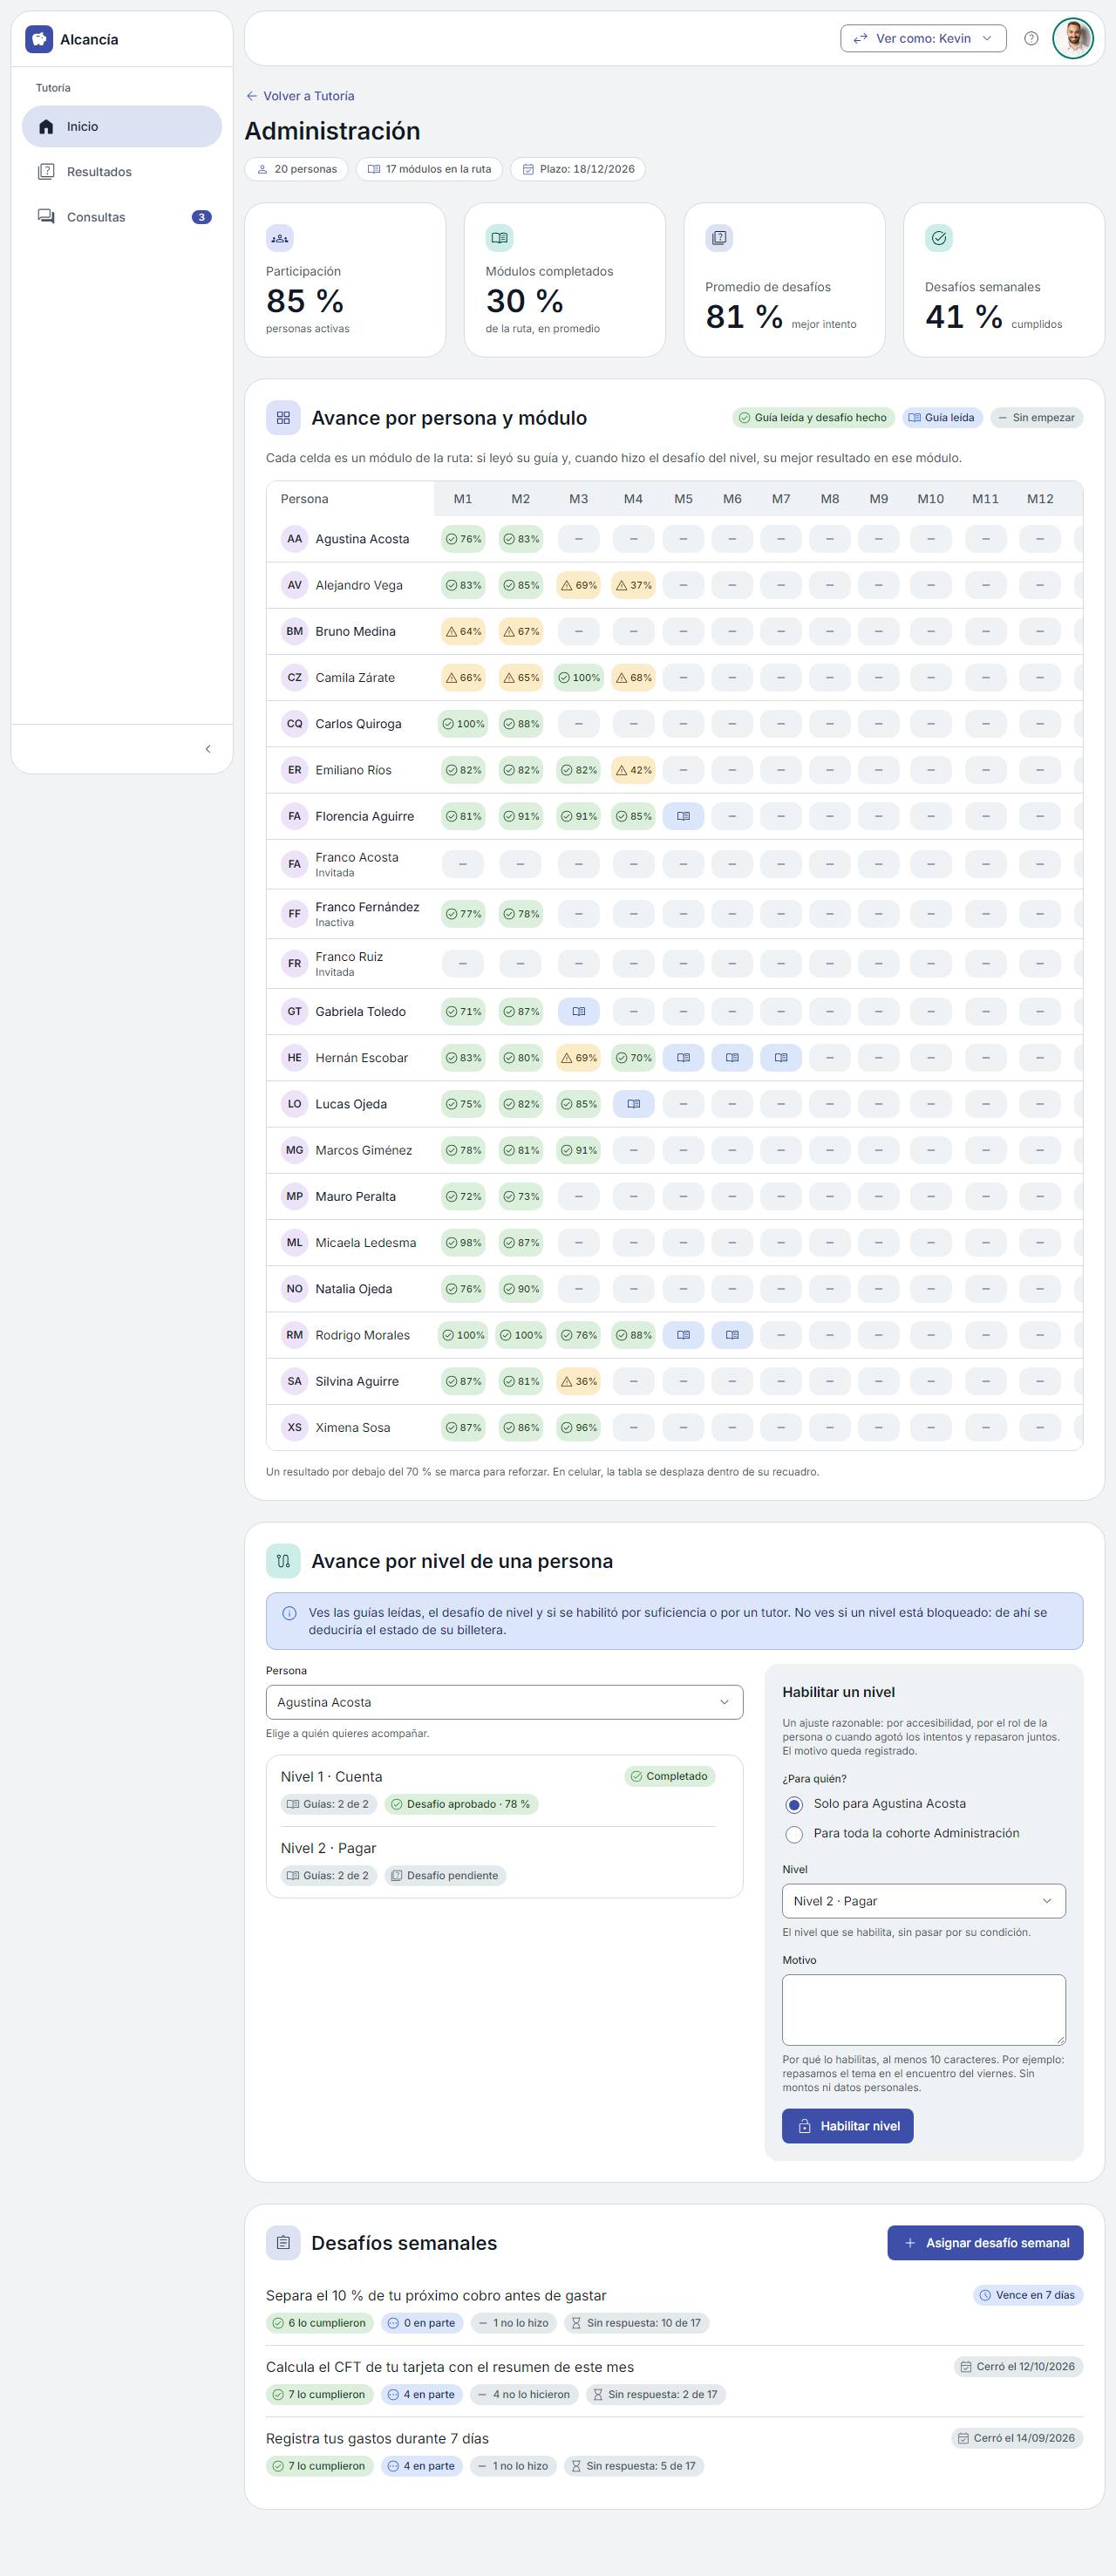 Alcancía
Ver como: Kevin
Tutoría
Inicio
Resultados
Consultas 3
Volver a Tutoría
Administración
20 personas
17 módulos en la ruta
Plazo: 18/12/2026
Participación
85 %
personas activas
Módulos completados
30 %
de la ruta, en promedio
Promedio de desafíos
81 % mejor intento
Desafíos semanales
41 % cumplidos
Avance por persona y módulo
Guía leída y desafío hecho
Guía leída
Sin empezar
Cada celda es un módulo de la ruta: si leyó su guía y, cuando hizo el desafío del nivel, su mejor resultado en ese módulo.
Persona M1 M2 M3 M4 M5 M6 M7 M8 M9 M10 M11 M12
AA Agustina Acosta 76% 83% – – – – – – – – – –
AV Alejandro Vega 83% 85% 69% 37% – – – – – – – –
BM Bruno Medina 64% 67% – – – – – – – – – –
CZ Camila Zárate 66% 65% 100% 68% – – – – – – – –
CQ Carlos Quiroga 100% 88% – – – – – – – – – –
ER Emiliano Ríos 82% 82% 82% 42% – – – – – – – –
FA Florencia Aguirre 81% 91% 91% 85% – – – – – – –
FA Franco Acosta – – – – – – – – – – – –
Invitada
FF Franco Fernández 77% 78% – – – – – – – – – –
Inactiva
FR Franco Ruiz – – – – – – – – – – – –
Invitada
GT Gabriela Toledo 71% 87% – – – – – – – – –
HE Hernán Escobar 83% 80% 69% 70% – – – – –
LO Lucas Ojeda 75% 82% 85% – – – – – – – –
MG Marcos Giménez 78% 81% 91% – – – – – – – – –
MP Mauro Peralta 72% 73% – – – – – – – – – –
ML Micaela Ledesma 98% 87% – – – – – – – – – –
NO Natalia Ojeda 76% 90% – – – – – – – – – –
RM Rodrigo Morales 100% 100% 76% 88% – – – – – –
SA Silvina Aguirre 87% 81% 36% – – – – – – – – –
XS Ximena Sosa 87% 86% 96% – – – – – – – – –
Un resultado por debajo del 70 % se marca para reforzar. En celular, la tabla se desplaza dentro de su recuadro.
Avance por nivel de una persona
Ves las guías leídas, el desafío de nivel y si se habilitó por suficiencia o por un tutor. No ves si un nivel está bloqueado: de ahí se
deduciría el estado de su billetera.
Persona
Agustina Acosta
Elige a quién quieres acompañar.
Nivel 1 · Cuenta
Completado
Guías: 2 de 2
Desafío aprobado · 78 %
Nivel 2 · Pagar
Guías: 2 de 2
Desafío pendiente
Habilitar un nivel
Un ajuste razonable: por accesibilidad, por el rol de la
persona o cuando agotó los intentos y repasaron juntos.
El motivo queda registrado.
¿Para quién?
Solo para Agustina Acosta
Para toda la cohorte Administración
Nivel
Nivel 2 · Pagar
El nivel que se habilita, sin pasar por su condición.
Motivo
Por qué lo habilitas, al menos 10 caracteres. Por ejemplo:
repasamos el tema en el encuentro del viernes. Sin
montos ni datos personales.
Habilitar nivel
Desafíos semanales
Asignar desafío semanal
Separa el 10 % de tu próximo cobro antes de gastar
Vence en 7 días
6 lo cumplieron
0 en parte
1 no lo hizo
Sin respuesta: 10 de 17
Calcula el CFT de tu tarjeta con el resumen de este mes
Cerró el 12/10/2026
7 lo cumplieron
4 en parte
4 no lo hicieron
Sin respuesta: 2 de 17
Registra tus gastos durante 7 días
Cerró el 14/09/2026
7 lo cumplieron
4 en parte
1 no lo hizo
Sin respuesta: 5 de 17